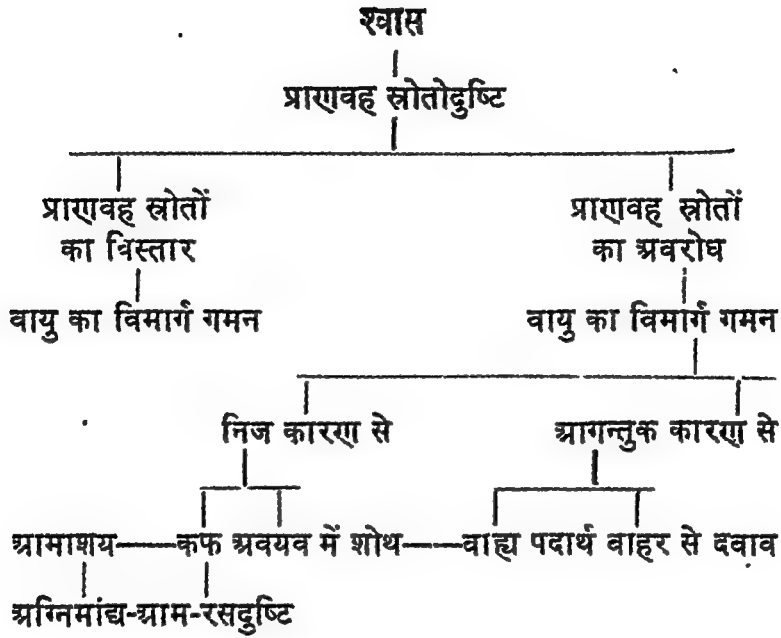 श्वास
प्राणवह स्रोतोदुष्टि
प्राणवह स्रोतों प्राणवह स्रोतों
का विस्तार का अवरोध
वायु का विमार्ग गमन वायु का विमार्ग गमन
निज कारण से आगन्तुक कारण से
आमाशय——कफ अवयव में शोथ——वाह्य पदार्थ वाहर से दवाव
अग्निमांद्य-आम-रसदुष्टि